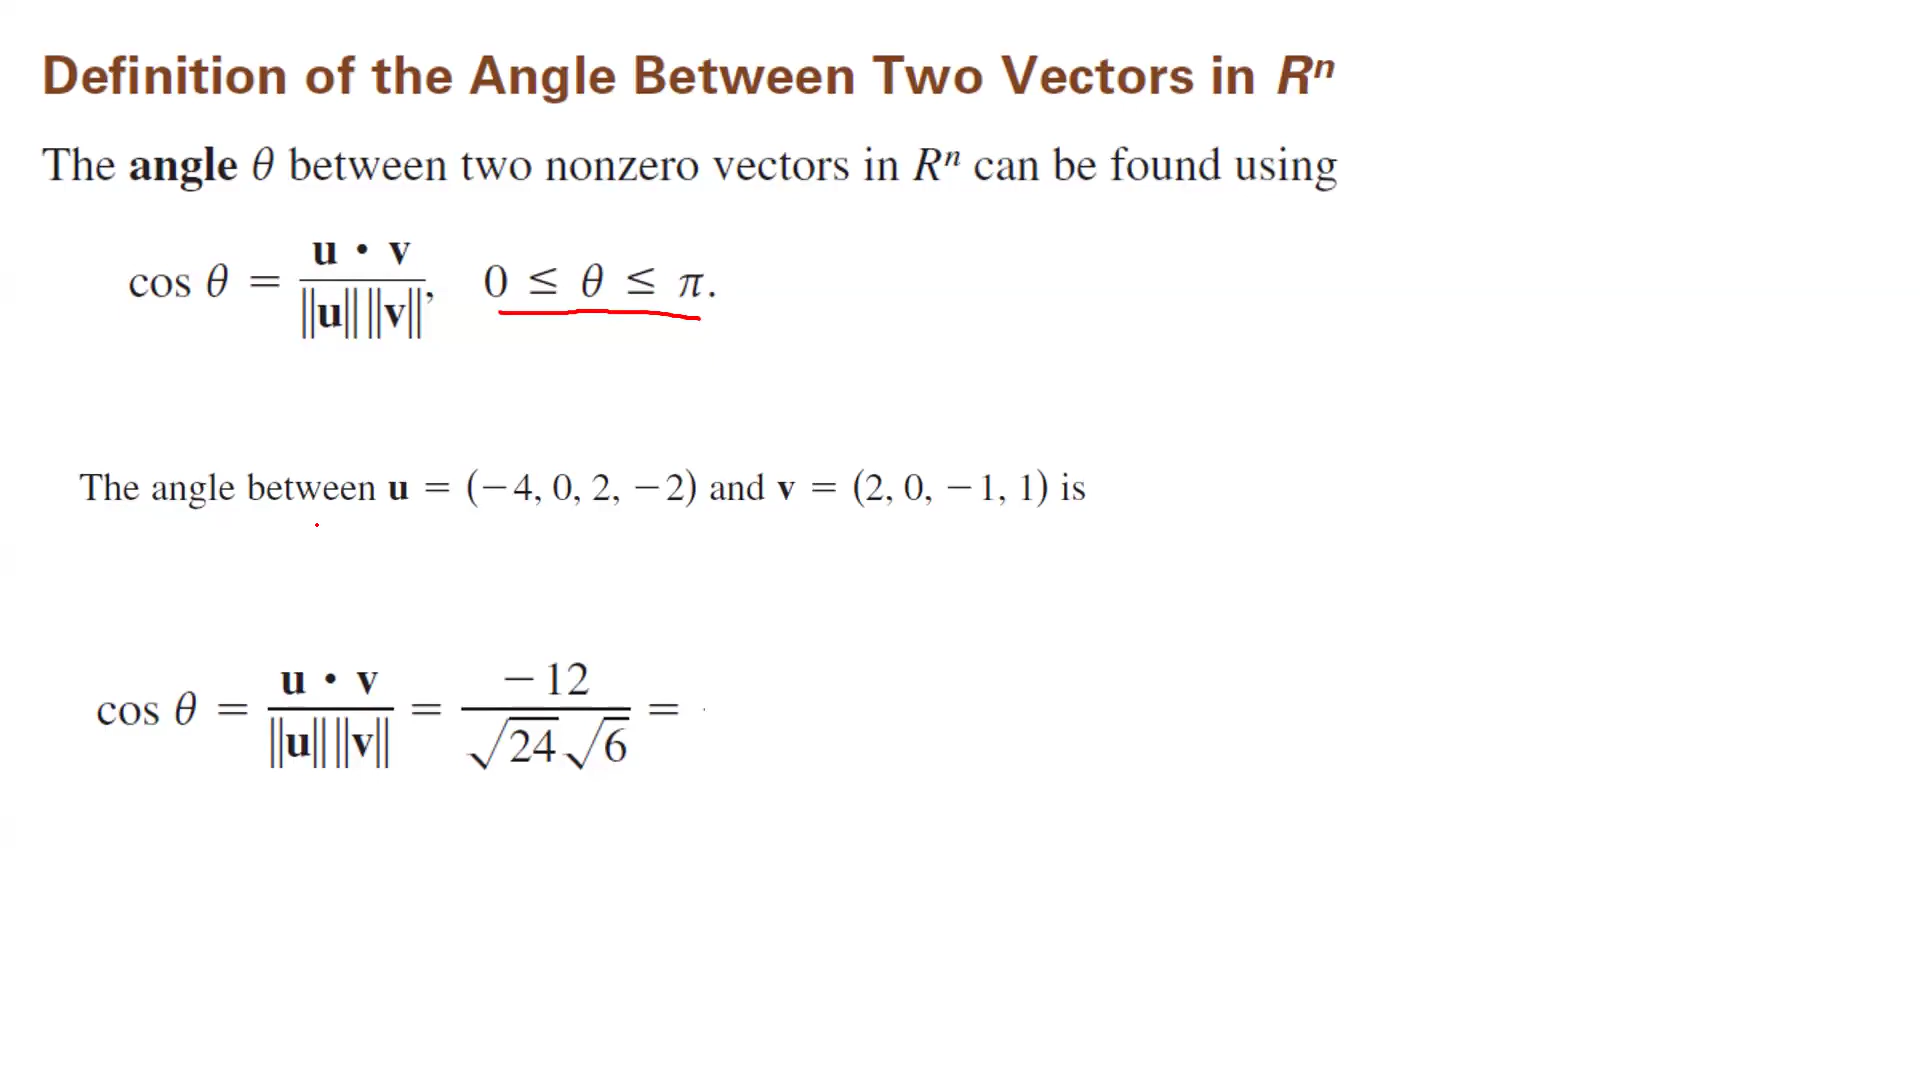 Definition of the Angle Between Two Vectors in Rⁿ
The angle θ between two nonzero vectors in Rⁿ can be found using
cos θ = u • v / ‖u‖ ‖v‖, 0 ≤ θ ≤ π.
The angle between u = (−4, 0, 2, −2) and v = (2, 0, −1, 1) is
cos θ = u • v / ‖u‖ ‖v‖ = −12 / √24 √6 =